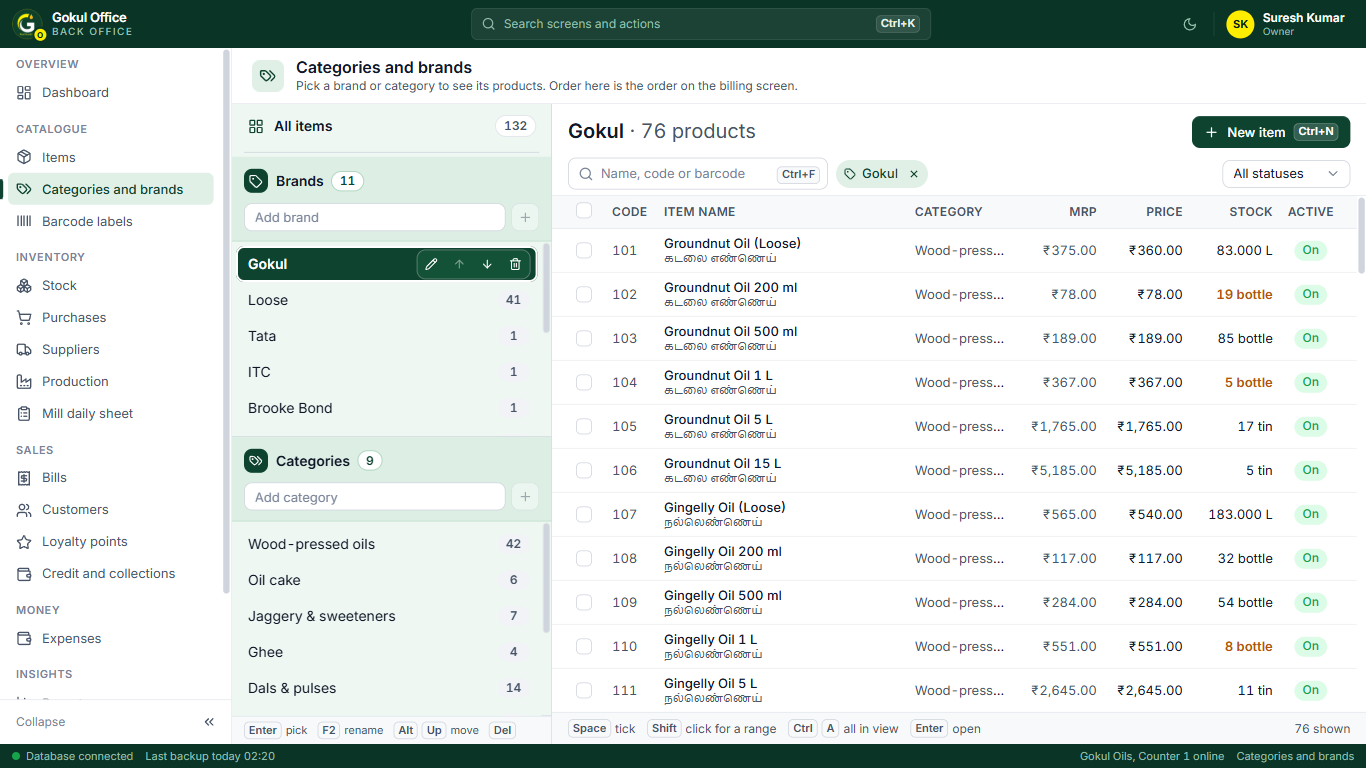 Gokul Office
BACK OFFICE
Search screens and actions Ctrl+K
SK Suresh Kumar
Owner
OVERVIEW
Dashboard
CATALOGUE
Items
Categories and brands
Barcode labels
INVENTORY
Stock
Purchases
Suppliers
Production
Mill daily sheet
SALES
Bills
Customers
Loyalty points
Credit and collections
MONEY
Expenses
INSIGHTS
Collapse
Categories and brands
Pick a brand or category to see its products. Order here is the order on the billing screen.
All items 132
Brands 11
Add brand +
Gokul
Loose 41
Tata 1
ITC 1
Brooke Bond 1
Categories 9
Add category +
Wood-pressed oils 42
Oil cake 6
Jaggery & sweeteners 7
Ghee 4
Dals & pulses 14
Enter pick F2 rename Alt Up move Del
Gokul · 76 products
+ New item Ctrl+N
Name, code or barcode Ctrl+F
Gokul ×
All statuses
CODE ITEM NAME CATEGORY MRP PRICE STOCK ACTIVE
101 Groundnut Oil (Loose) Wood-press... ₹375.00 ₹360.00 83.000 L On
கடலை எண்ணெய்
102 Groundnut Oil 200 ml Wood-press... ₹78.00 ₹78.00 19 bottle On
கடலை எண்ணெய்
103 Groundnut Oil 500 ml Wood-press... ₹189.00 ₹189.00 85 bottle On
கடலை எண்ணெய்
104 Groundnut Oil 1 L Wood-press... ₹367.00 ₹367.00 5 bottle On
கடலை எண்ணெய்
105 Groundnut Oil 5 L Wood-press... ₹1,765.00 ₹1,765.00 17 tin On
கடலை எண்ணெய்
106 Groundnut Oil 15 L Wood-press... ₹5,185.00 ₹5,185.00 5 tin On
கடலை எண்ணெய்
107 Gingelly Oil (Loose) Wood-press... ₹565.00 ₹540.00 183.000 L On
நல்லெண்ணெய்
108 Gingelly Oil 200 ml Wood-press... ₹117.00 ₹117.00 32 bottle On
நல்லெண்ணெய்
109 Gingelly Oil 500 ml Wood-press... ₹284.00 ₹284.00 54 bottle On
நல்லெண்ணெய்
110 Gingelly Oil 1 L Wood-press... ₹551.00 ₹551.00 8 bottle On
நல்லெண்ணெய்
111 Gingelly Oil 5 L Wood-press... ₹2,645.00 ₹2,645.00 11 tin On
நல்லெண்ணெய்
Space tick Shift click for a range Ctrl A all in view Enter open 76 shown
Database connected Last backup today 02:20 Gokul Oils, Counter 1 online Categories and brands